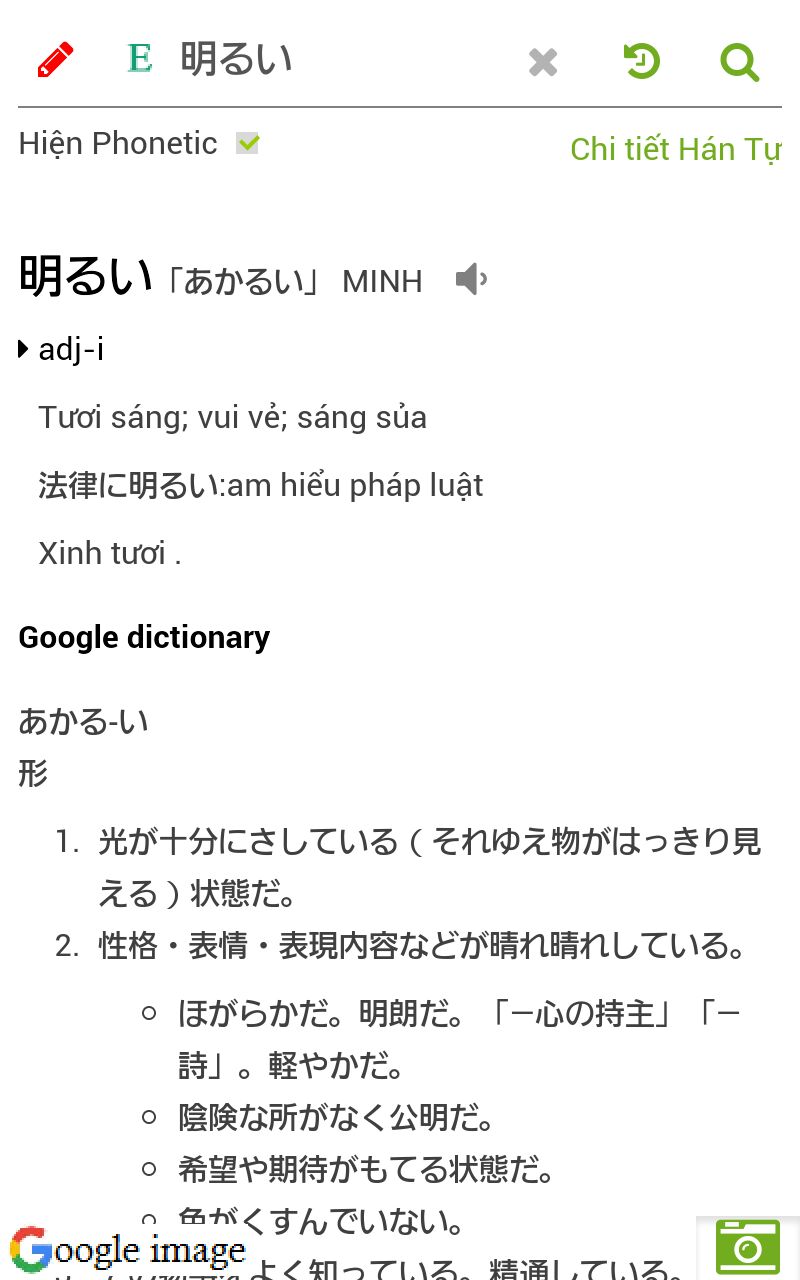 E 明るい
Hiện Phonetic
Chi tiết Hán Tự
明るい「あかるい」 MINH
adj-i
Tươi sáng; vui vẻ; sáng sủa
法律に明るい:am hiểu pháp luật
Xinh tươi .
Google dictionary
あかる-い
形
1. 光が十分にさしている（それゆえ物がはっきり見
える）状態だ。
2. 性格・表情・表現内容などが晴れ晴れしている。
ほがらかだ。明朗だ。「―心の持主」「―
詩」。軽やかだ。
陰険な所がなく公明だ。
希望や期待がもてる状態だ。
色がくすんでいない。
Google image
よく知っている。精通している。